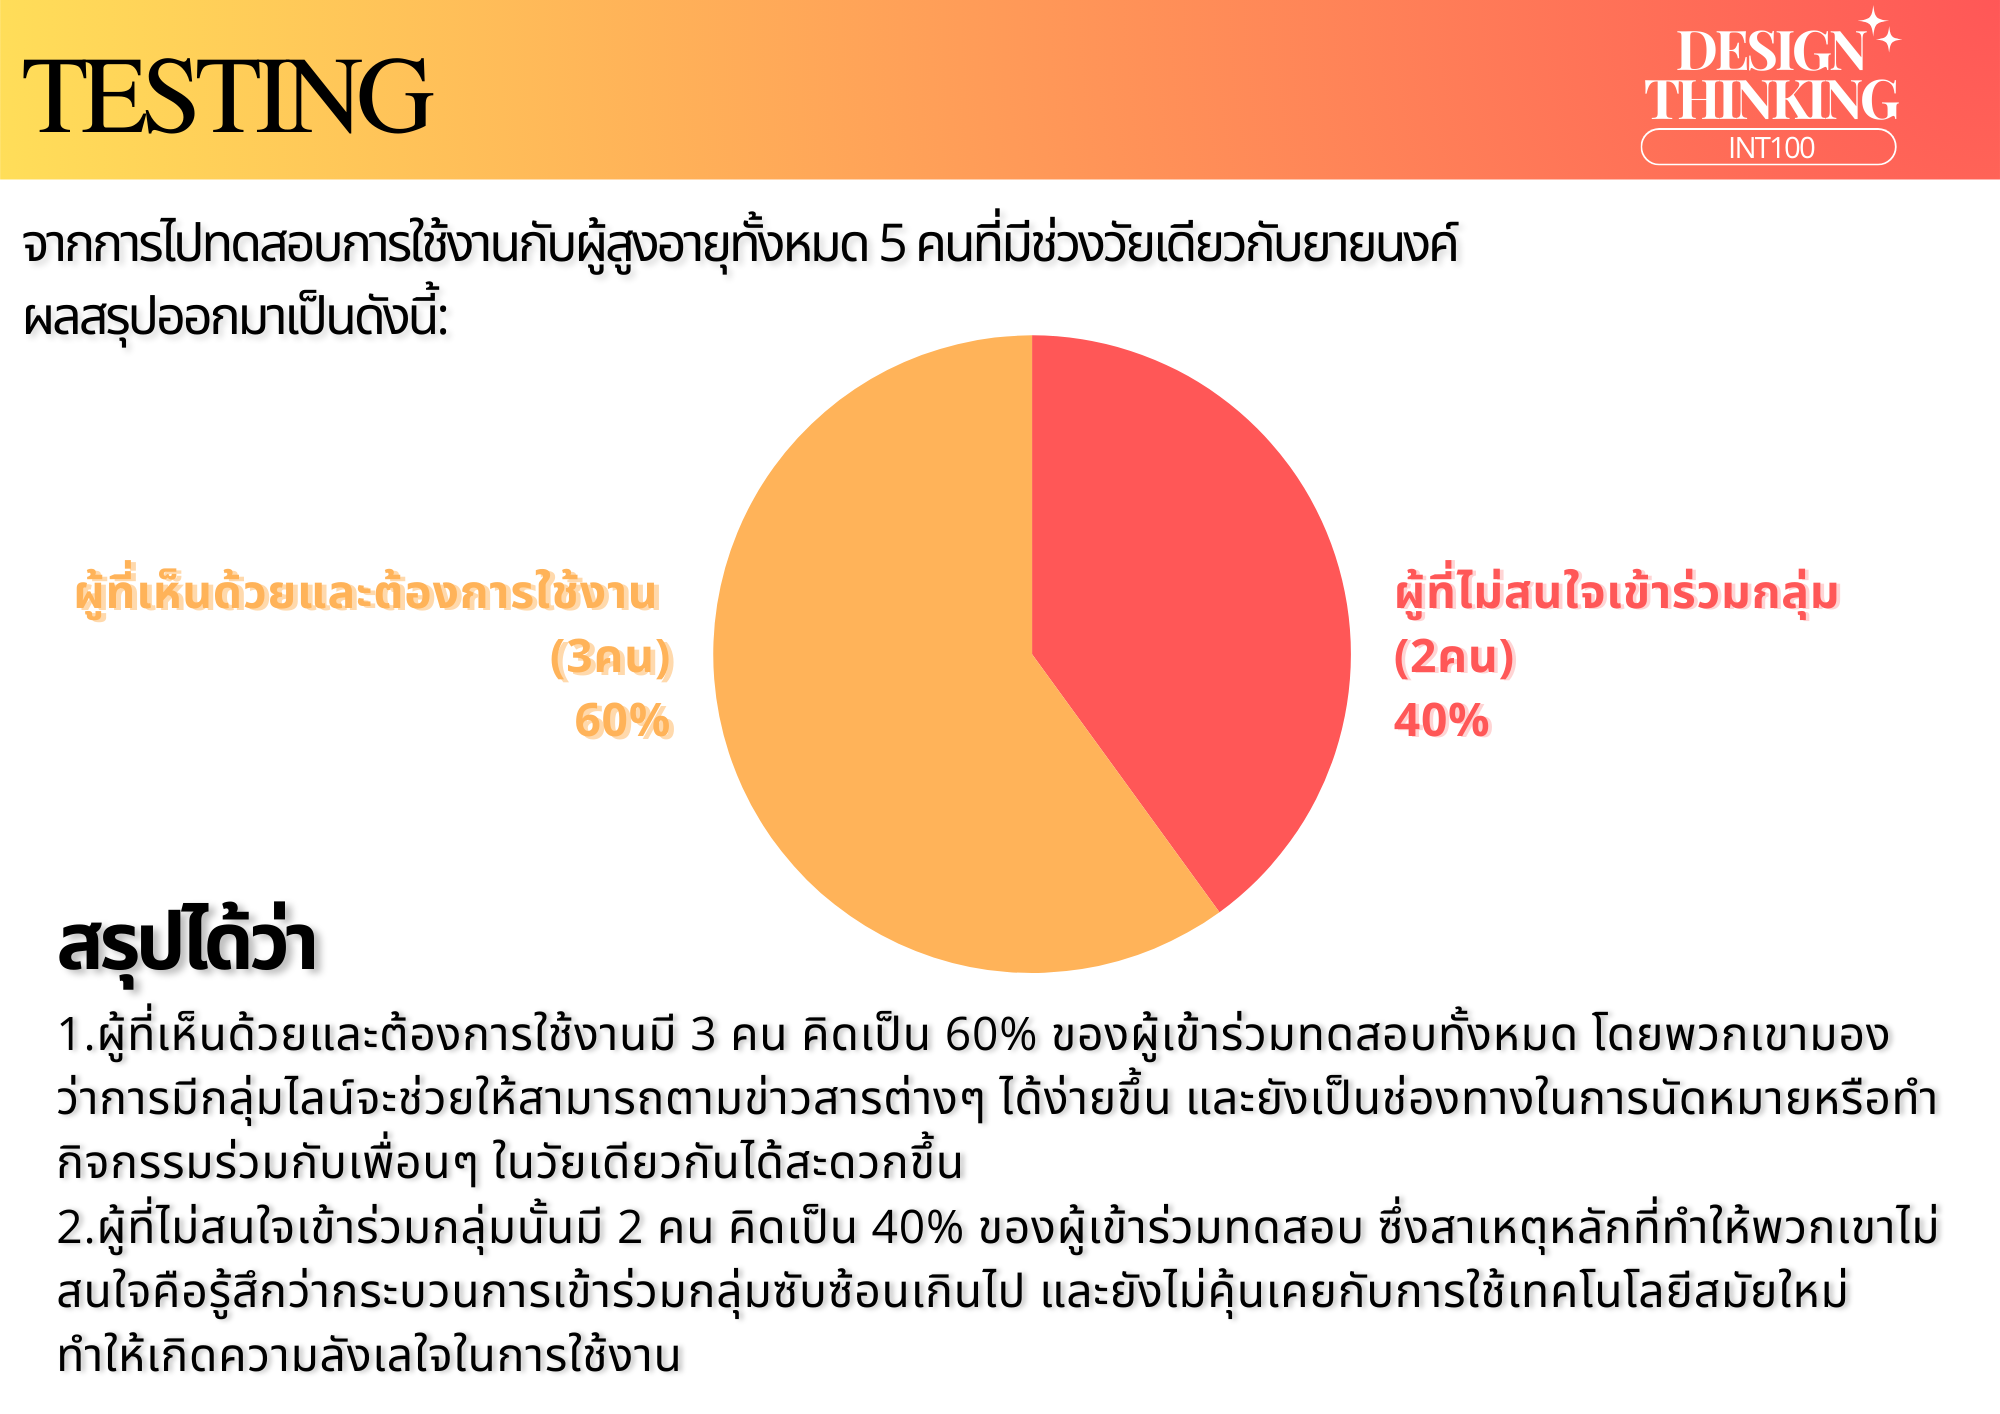 TESTING
DESIGN
THINKING
INT100
จากการไปทดสอบการใช้งานกับผู้สูงอายุทั้งหมด 5 คนที่มีช่วงวัยเดียวกับยายนงค์
ผลสรุปออกมาเป็นดังนี้:
ผู้ที่เห็นด้วยและต้องการใช้งาน
(3คน)
60%
ผู้ที่ไม่สนใจเข้าร่วมกลุ่ม
(2คน)
40%
สรุปได้ว่า
1.ผู้ที่เห็นด้วยและต้องการใช้งานมี 3 คน คิดเป็น 60% ของผู้เข้าร่วมทดสอบทั้งหมด โดยพวกเขามอง
ว่าการมีกลุ่มไลน์จะช่วยให้สามารถตามข่าวสารต่างๆ ได้ง่ายขึ้น และยังเป็นช่องทางในการนัดหมายหรือทำ
กิจกรรมร่วมกับเพื่อนๆ ในวัยเดียวกันได้สะดวกขึ้น
2.ผู้ที่ไม่สนใจเข้าร่วมกลุ่มนั้นมี 2 คน คิดเป็น 40% ของผู้เข้าร่วมทดสอบ ซึ่งสาเหตุหลักที่ทำให้พวกเขาไม่
สนใจคือรู้สึกว่ากระบวนการเข้าร่วมกลุ่มซับซ้อนเกินไป และยังไม่คุ้นเคยกับการใช้เทคโนโลยีสมัยใหม่
ทำให้เกิดความลังเลใจในการใช้งาน